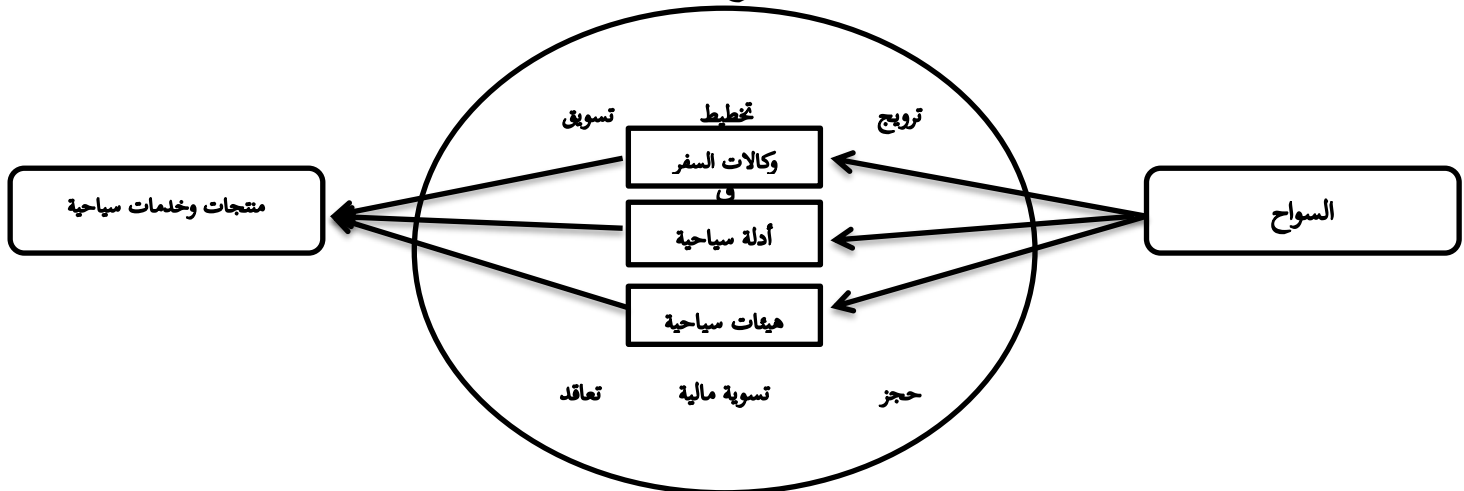 ترويج تخطيط تسويق
وكالات السفر
ق
السواح
أدلة سياحية
منتجات وخدمات سياحية
هيئات سياحية
حجز تسوية مالية تعاقد